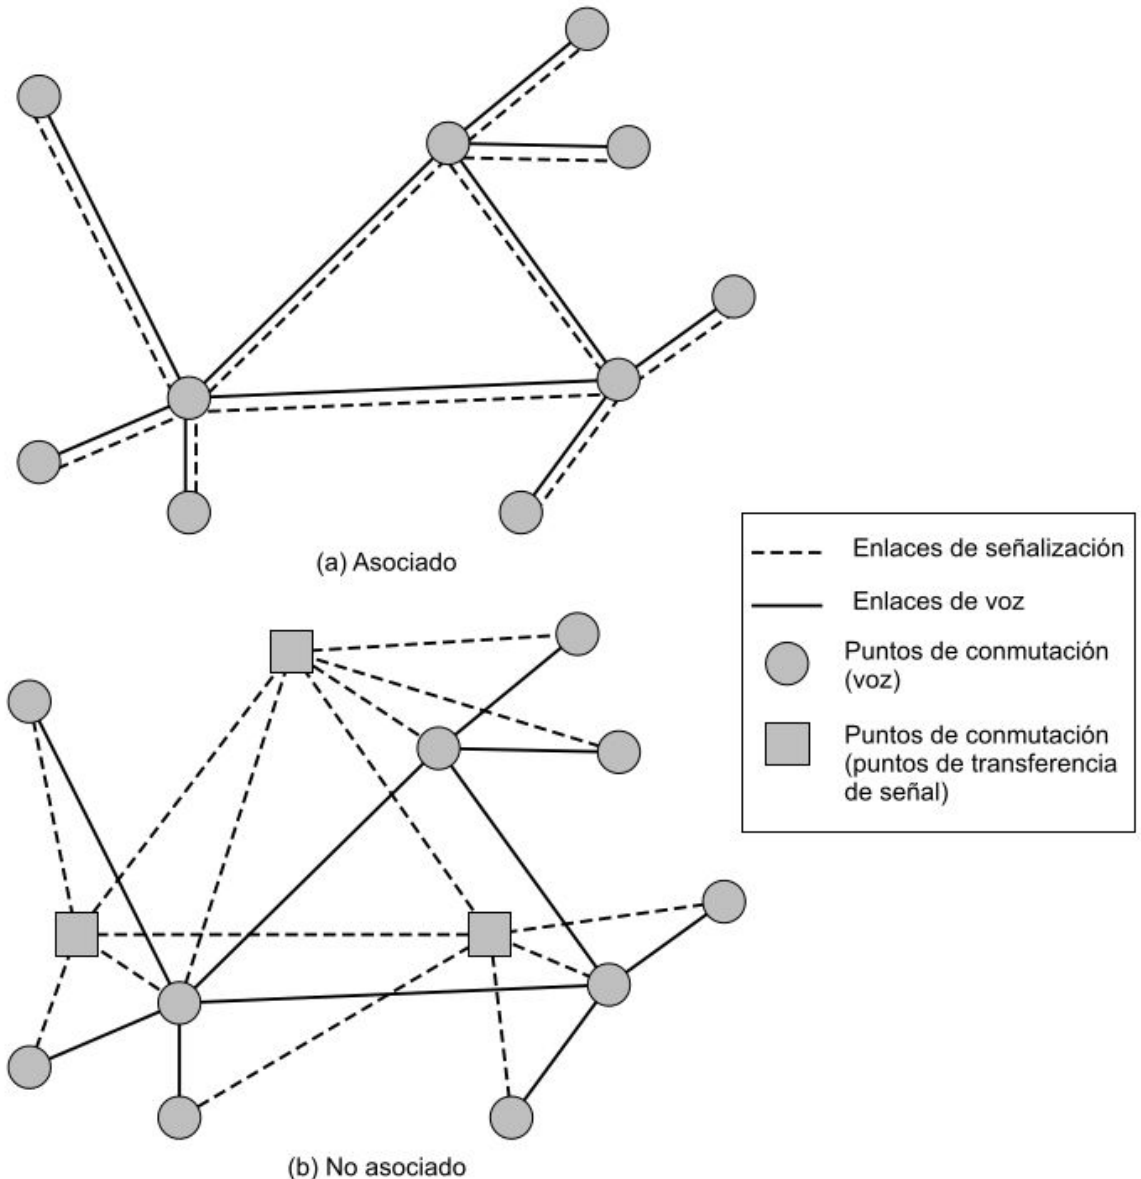 (a) Asociado
Enlaces de señalización
Enlaces de voz
Puntos de conmutación
(voz)
Puntos de conmutación
(puntos de transferencia
de señal)
(b) No asociado